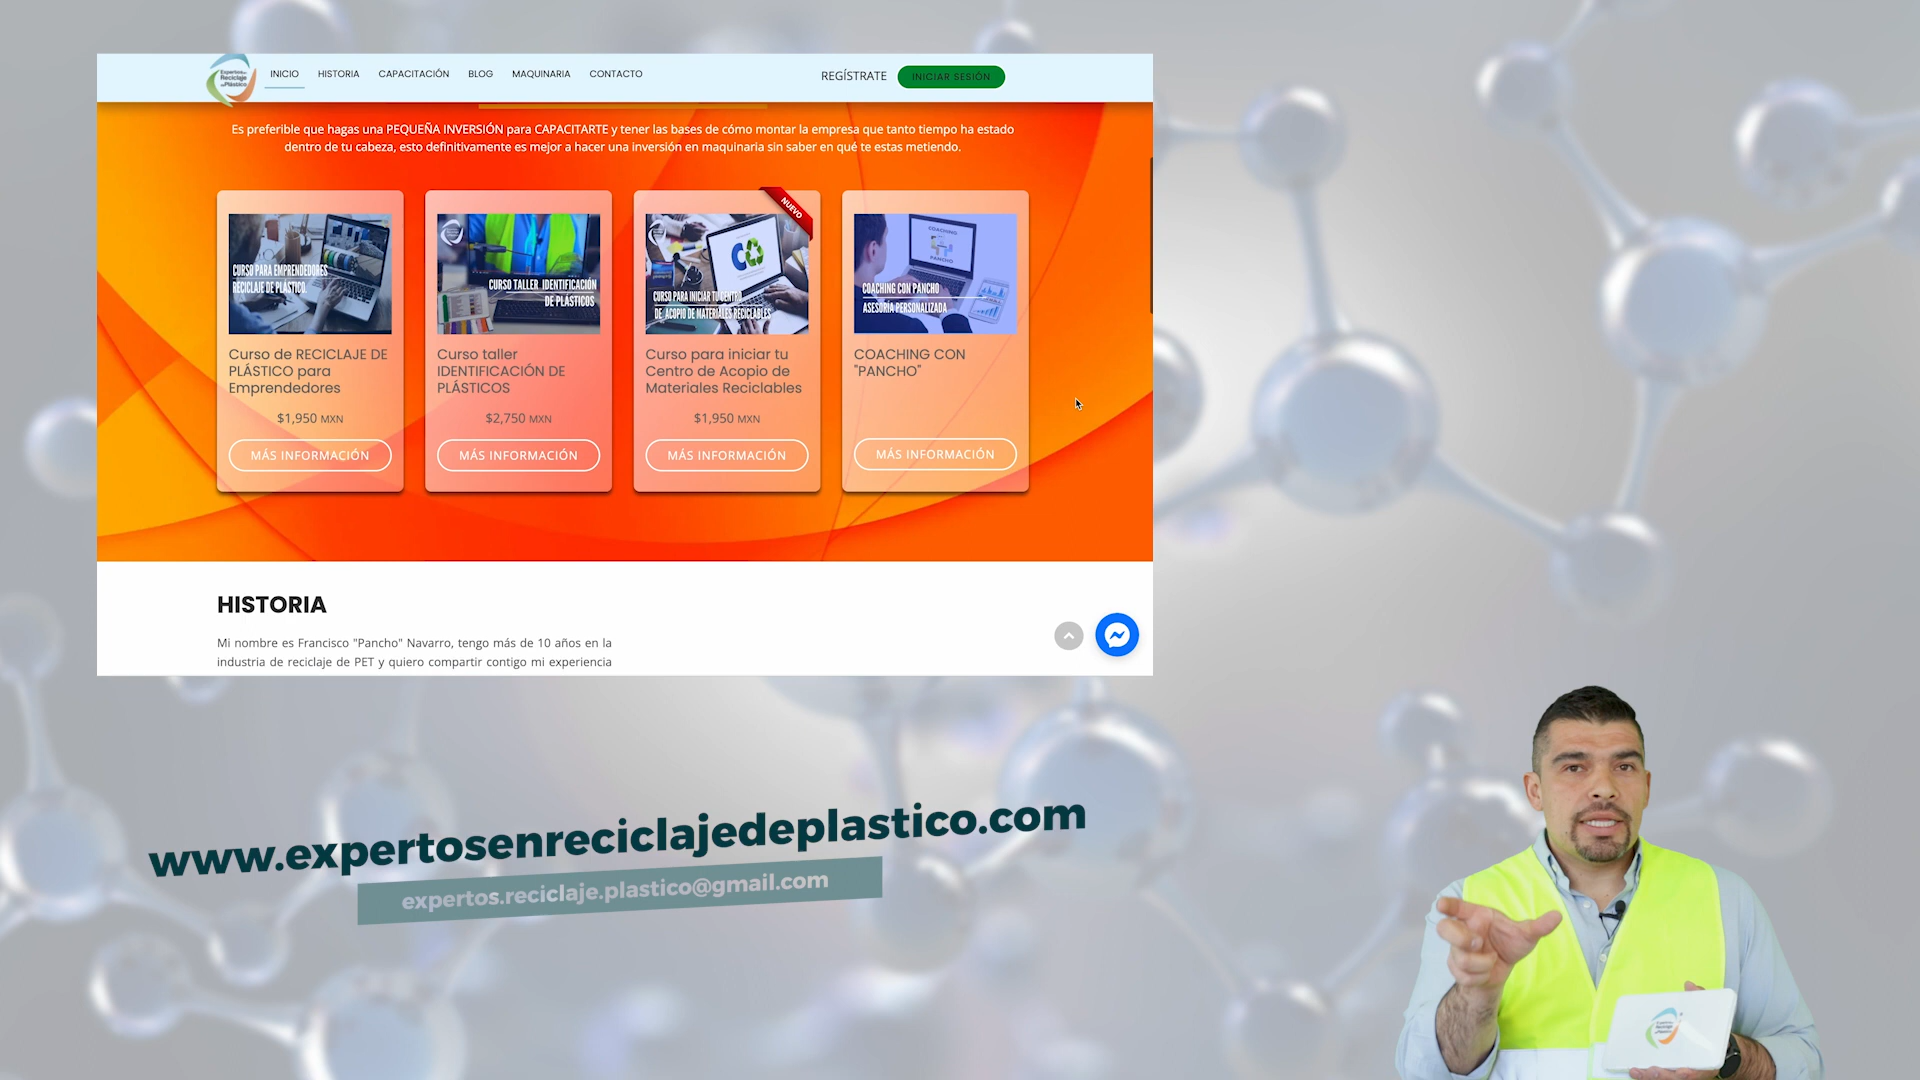 Expertos en
Reciclaje
de Plástico
INICIO
HISTORIA
CAPACITACIÓN
BLOG
MAQUINARIA
CONTACTO
REGÍSTRATE
INICIAR SESIÓN
Es preferible que hagas una PEQUEÑA INVERSIÓN para CAPACITARTE y tener las bases de cómo montar la empresa que tanto tiempo ha estado
dentro de tu cabeza, esto definitivamente es mejor a hacer una inversión en maquinaria sin saber en qué te estas metiendo.
CURSO PARA EMPRENDEDORES
RECICLAJE DE PLÁSTICO
Curso de RECICLAJE DE
PLÁSTICO para
Emprendedores
$1,950 MXN
MÁS INFORMACIÓN
CURSO TALLER IDENTIFICACIÓN
DE PLÁSTICOS
Curso taller
IDENTIFICACIÓN DE
PLÁSTICOS
$2,750 MXN
MÁS INFORMACIÓN
NUEVO
CURSO PARA INICIAR TU CENTRO
DE ACOPIO DE MATERIALES RECICLABLES
Curso para iniciar tu
Centro de Acopio de
Materiales Reciclables
$1,950 MXN
MÁS INFORMACIÓN
COACHING
PANCHO
COACHING CON PANCHO
ASESORÍA PERSONALIZADA
COACHING CON
"PANCHO"
MÁS INFORMACIÓN
HISTORIA
Mi nombre es Francisco "Pancho" Navarro, tengo más de 10 años en la
industria de reciclaje de PET y quiero compartir contigo mi experiencia
www.expertosenreciclajedeplastico.com
expertos.reciclaje.plastico@gmail.com